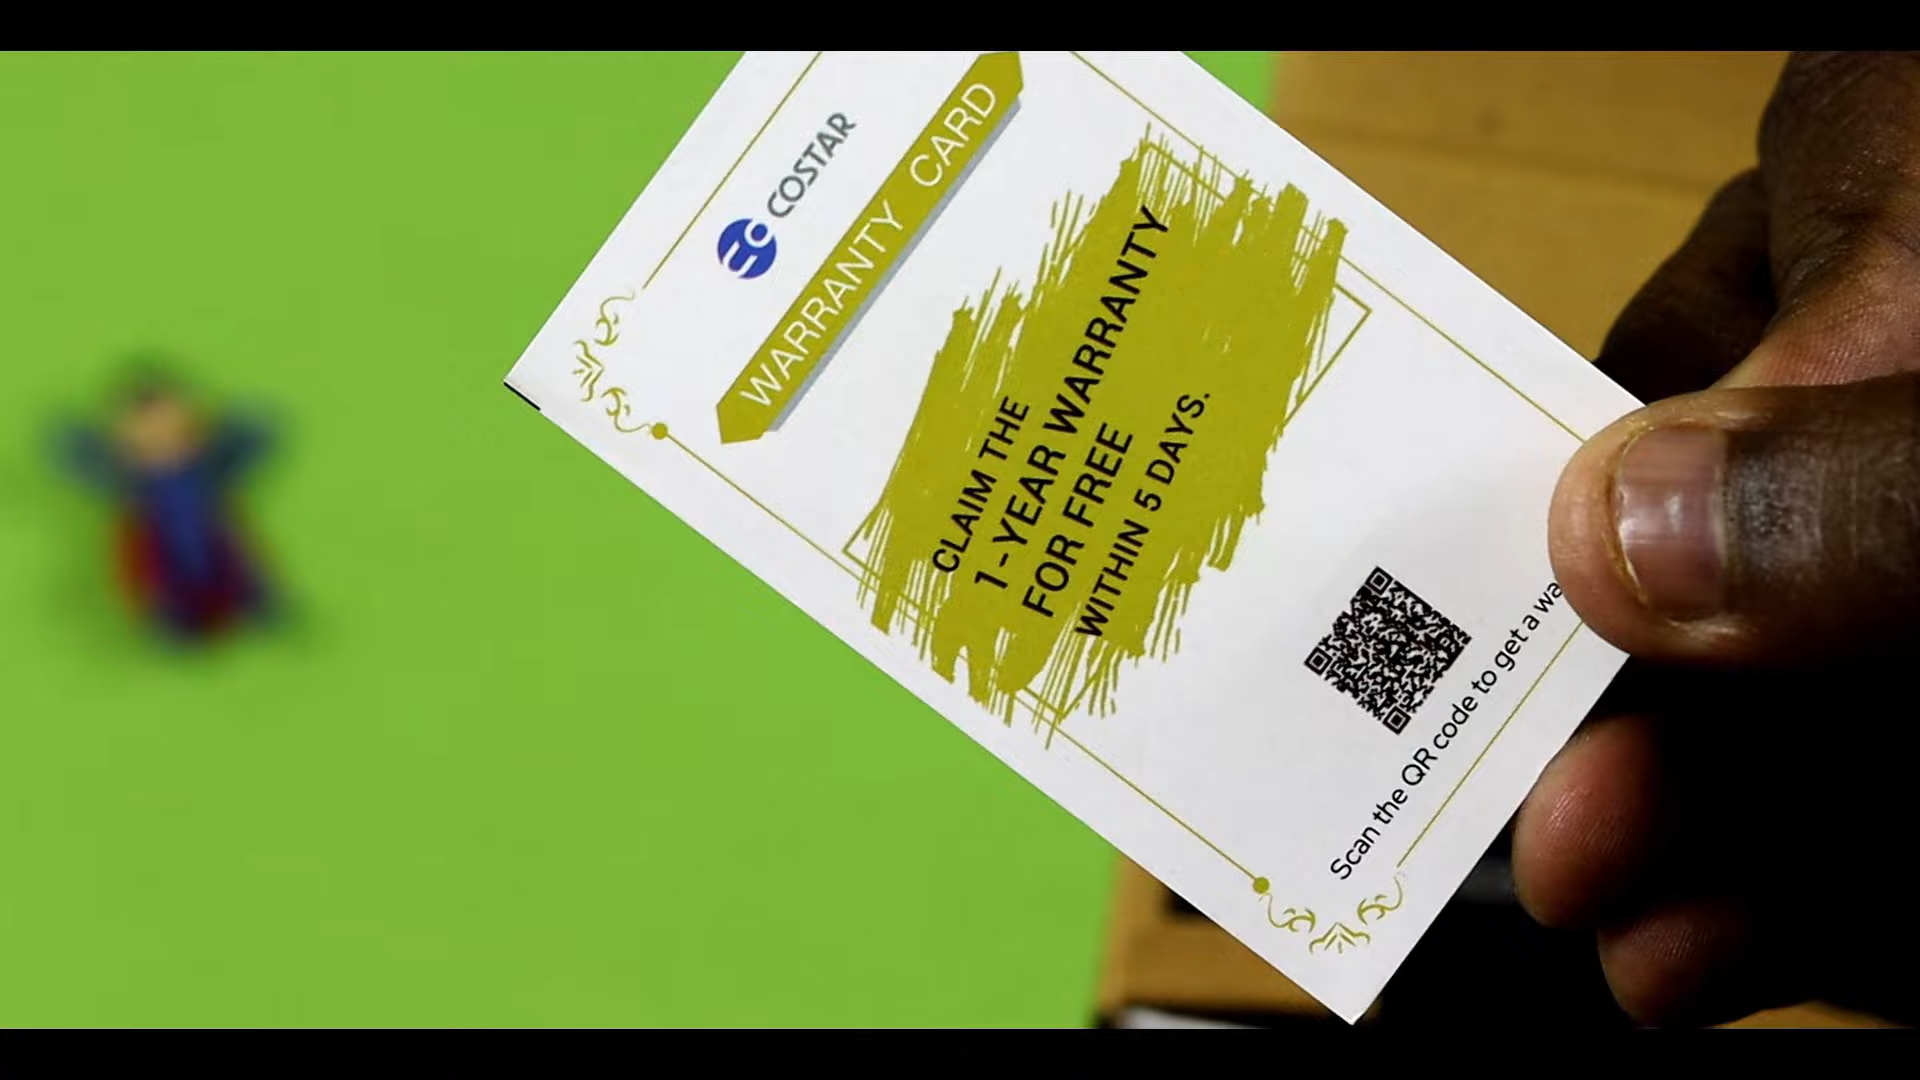 COSTAR
WARRANTY CARD
CLAIM THE
1-YEAR WARRANTY
FOR FREE
WITHIN 5 DAYS.
Scan the QR code to get a